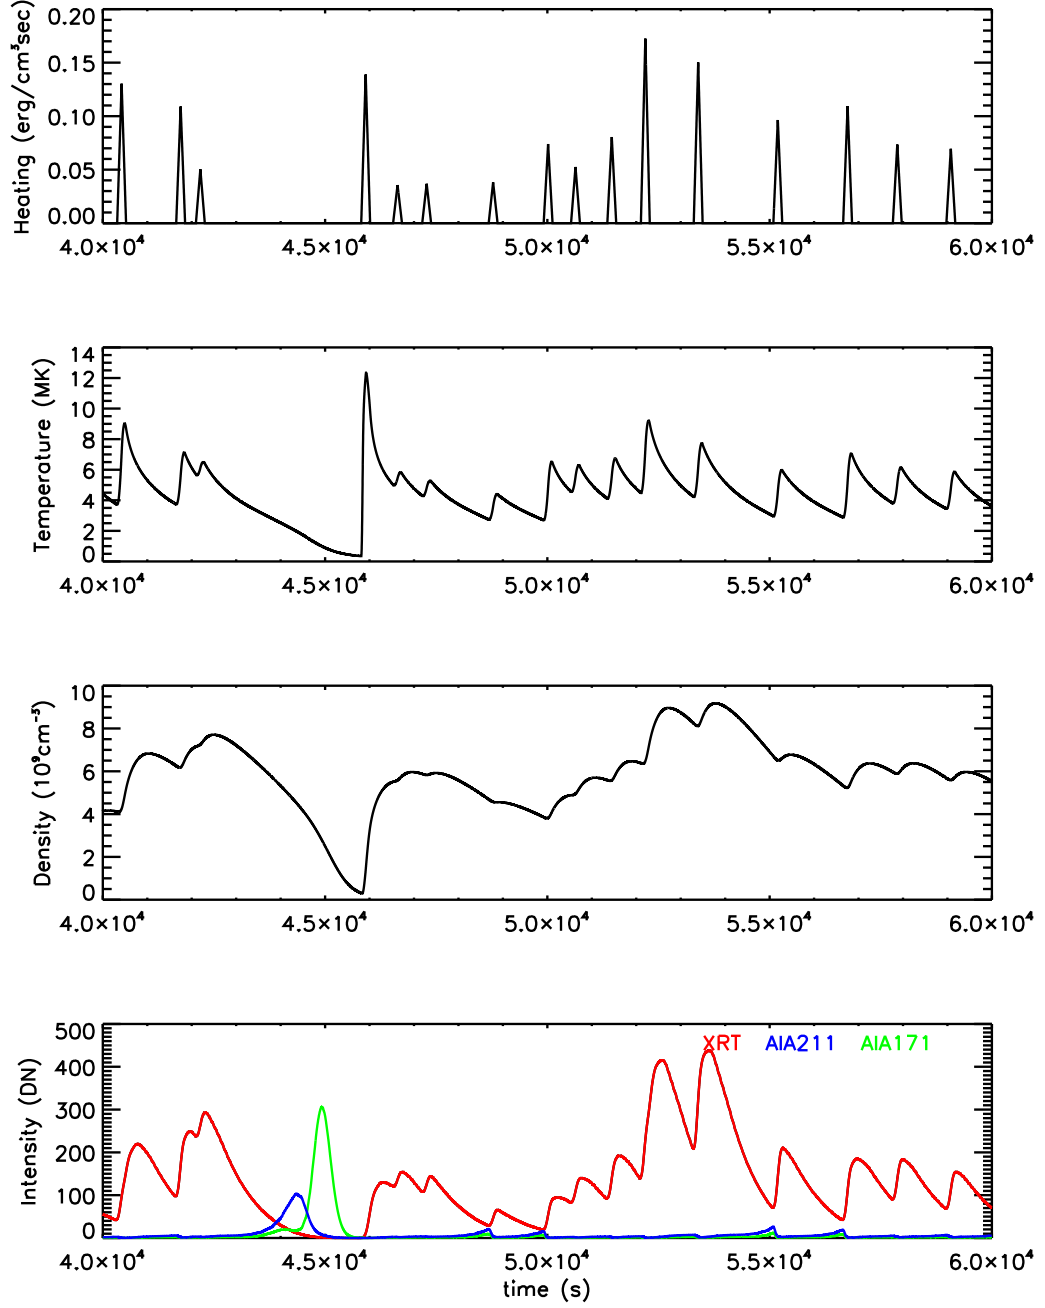 Heating (erg/cm³sec)
0.20
0.15
0.10
0.05
0.00
4.0×10⁴ 4.5×10⁴ 5.0×10⁴ 5.5×10⁴ 6.0×10⁴
Temperature (MK)
14
12
10
8
6
4
2
0
4.0×10⁴ 4.5×10⁴ 5.0×10⁴ 5.5×10⁴ 6.0×10⁴
Density (10⁹cm⁻³)
10
8
6
4
2
0
4.0×10⁴ 4.5×10⁴ 5.0×10⁴ 5.5×10⁴ 6.0×10⁴
Intensity (DN)
500
400
300
200
100
0
XRT AIA211 AIA171
4.0×10⁴ 4.5×10⁴ 5.0×10⁴ 5.5×10⁴ 6.0×10⁴
time (s)